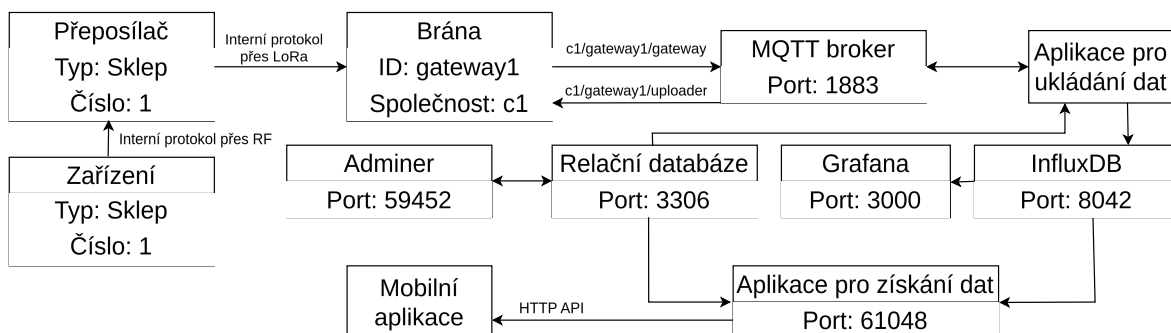 Přeposílač
Typ: Sklep
Číslo: 1
Interní protokol
přes LoRa
Brána
ID: gateway1
Společnost: c1
c1/gateway1/gateway
c1/gateway1/uploader
MQTT broker
Port: 1883
Aplikace pro
ukládání dat
Interní protokol přes RF
Zařízení
Typ: Sklep
Číslo: 1
Adminer
Port: 59452
Relační databáze
Port: 3306
Grafana
Port: 3000
InfluxDB
Port: 8042
Mobilní
aplikace
HTTP API
Aplikace pro získání dat
Port: 61048